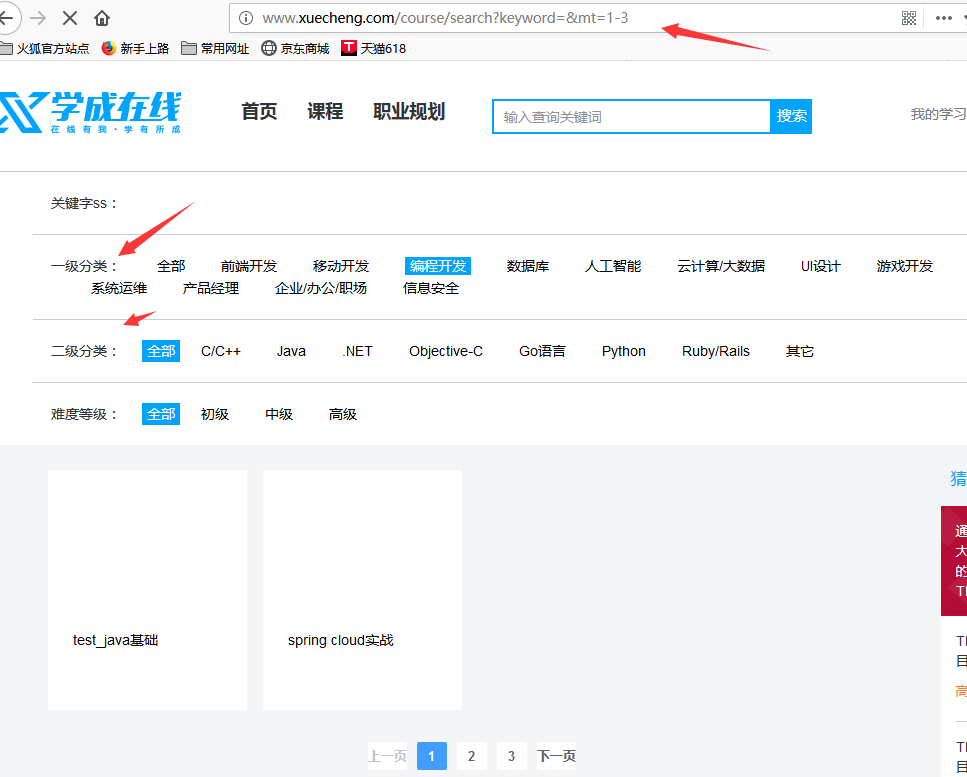 www.xuecheng.com/course/search?keyword=&mt=1-3
火狐官方站点 新手上路 常用网址 京东商城 T 天猫618
学成在线 首页 课程 职业规划 输入查询关键词 搜索 我的学习
在线有我·学有所成
关键字ss：
一级分类： 全部 前端开发 移动开发 编程开发 数据库 人工智能 云计算/大数据 UI设计 游戏开发
系统运维 产品经理 企业/办公/职场 信息安全
二级分类： 全部 C/C++ Java .NET Objective-C Go语言 Python Ruby/Rails 其它
难度等级： 全部 初级 中级 高级
猜
通
大
的
test_java基础 spring cloud实战
目
高
上一页 1 2 3 下一页
目